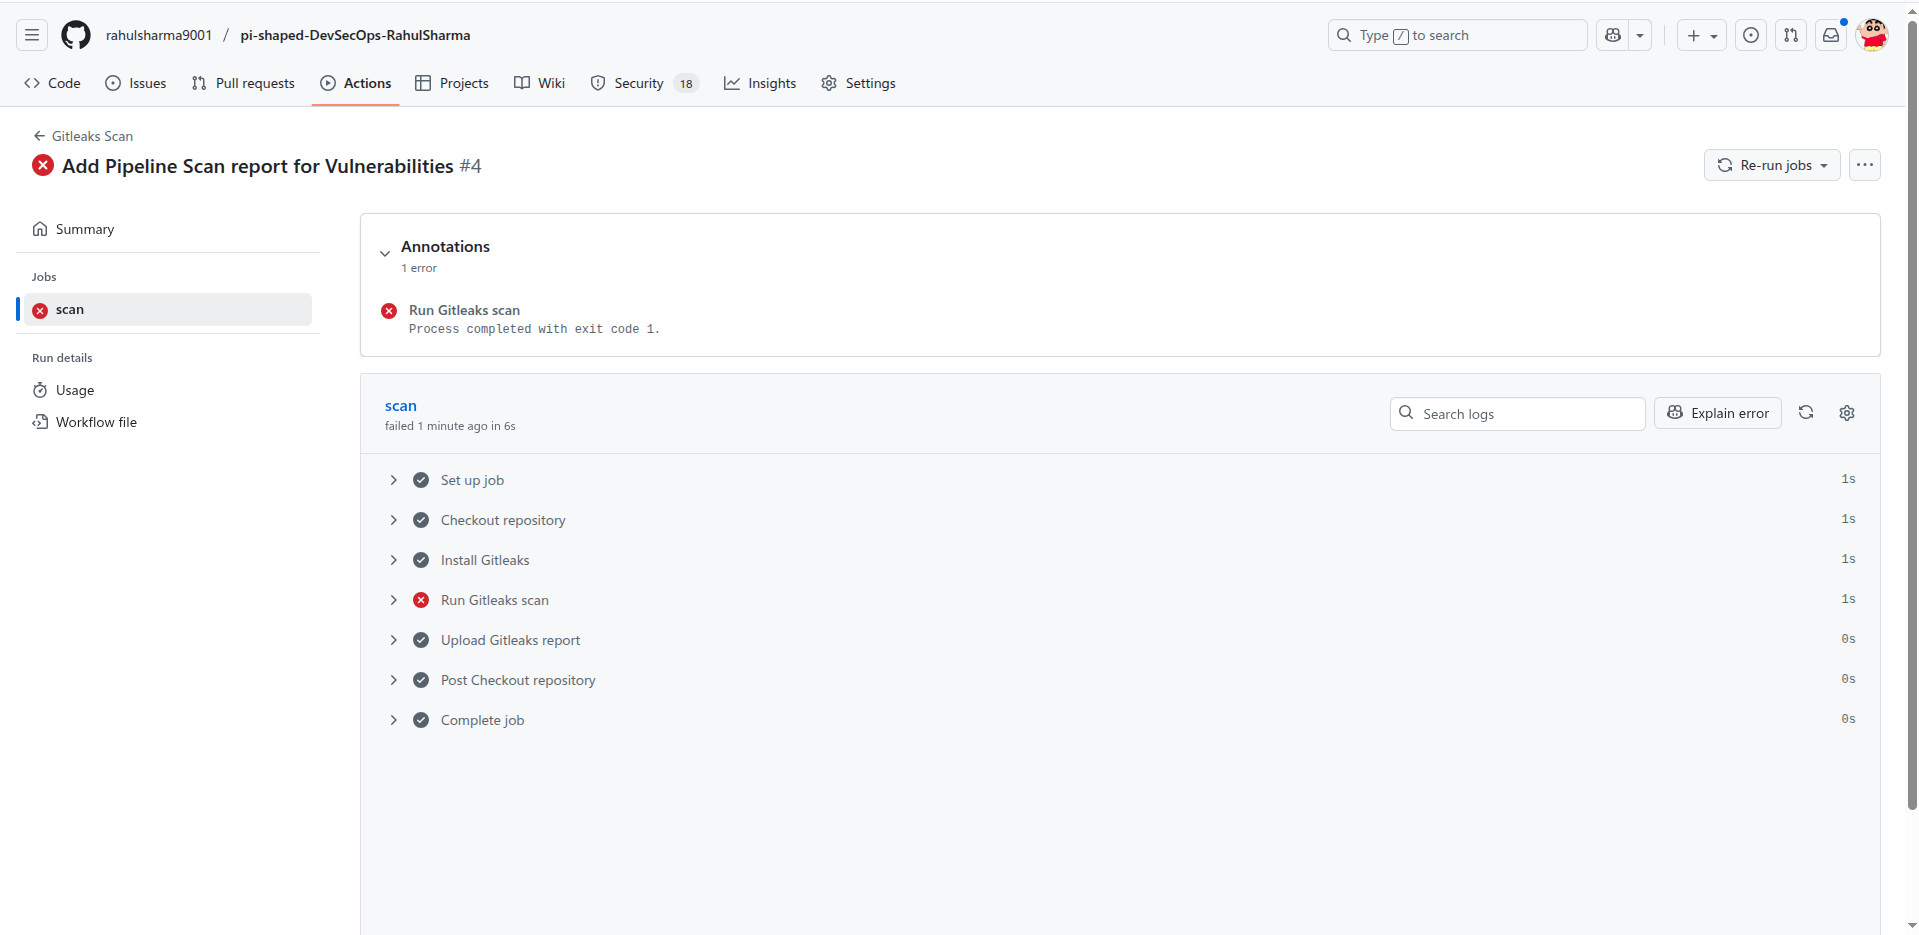 rahulsharma9001 / pi-shaped-DevSecOps-RahulSharma
Type / to search
Code Issues Pull requests Actions Projects Wiki Security 18 Insights Settings
Gitleaks Scan
Add Pipeline Scan report for Vulnerabilities #4
Re-run jobs
Summary
Jobs
scan
Run details
Usage
Workflow file
Annotations
1 error
Run Gitleaks scan
Process completed with exit code 1.
scan
failed 1 minute ago in 6s
Search logs
Explain error
Set up job 1s
Checkout repository 1s
Install Gitleaks 1s
Run Gitleaks scan 1s
Upload Gitleaks report 0s
Post Checkout repository 0s
Complete job 0s